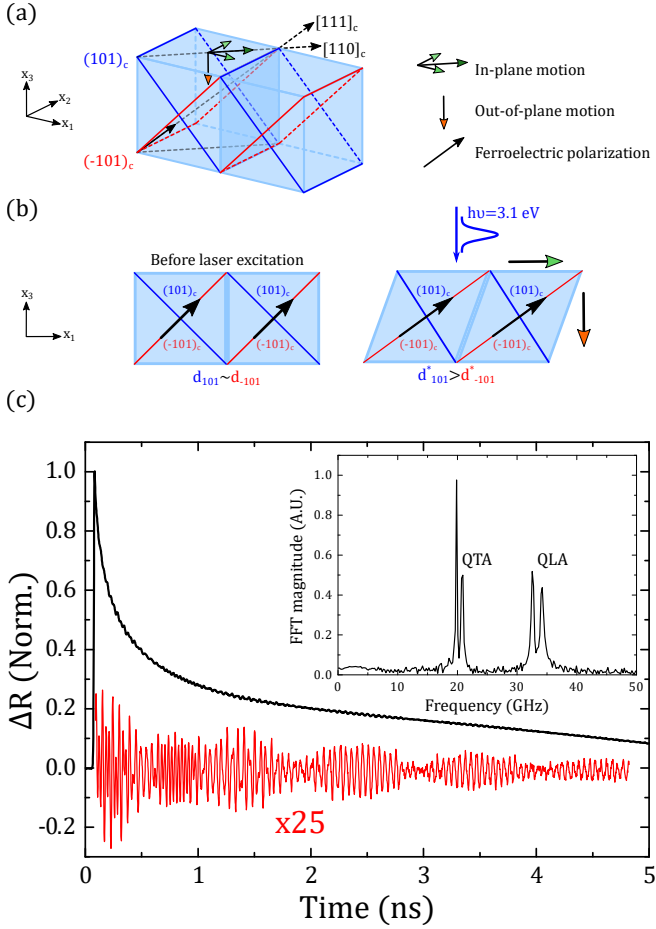 (a)
[111]c
[110]c
(101)c
(-101)c
x3
x2
x1
In-plane motion
Out-of-plane motion
Ferroelectric polarization
(b)
hυ=3.1 eV
Before laser excitation
x3
x1
(101)c
(101)c
(-101)c
(-101)c
d101~d-101
(101)c
(101)c
(-101)c
(-101)c
d*101>d*-101
(c)
ΔR (Norm.)
1.0
0.8
0.6
0.4
0.2
0.0
-0.2
x25
0
1
2
3
4
5
Time (ns)
FFT magnitude (A.U.)
1.0
0.8
0.6
0.4
0.2
0.0
QTA
QLA
0
10
20
30
40
50
Frequency (GHz)